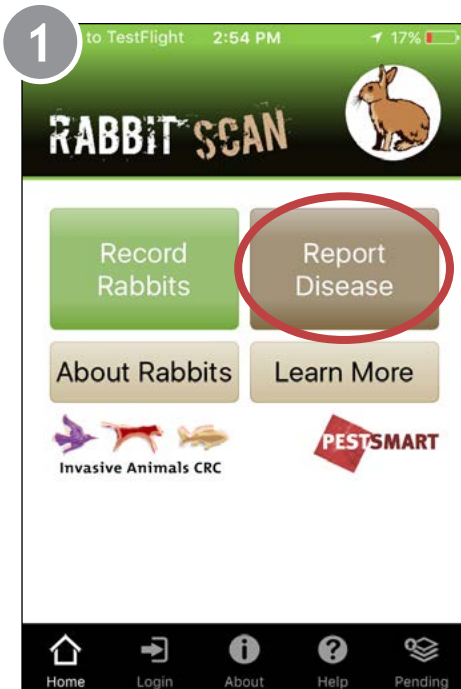 1
to TestFlight 2:54 PM 17%
RABBIT SCAN
Record
Rabbits
Report
Disease
About Rabbits
Learn More
Invasive Animals CRC
PESTSMART
Home Login About Help Pending